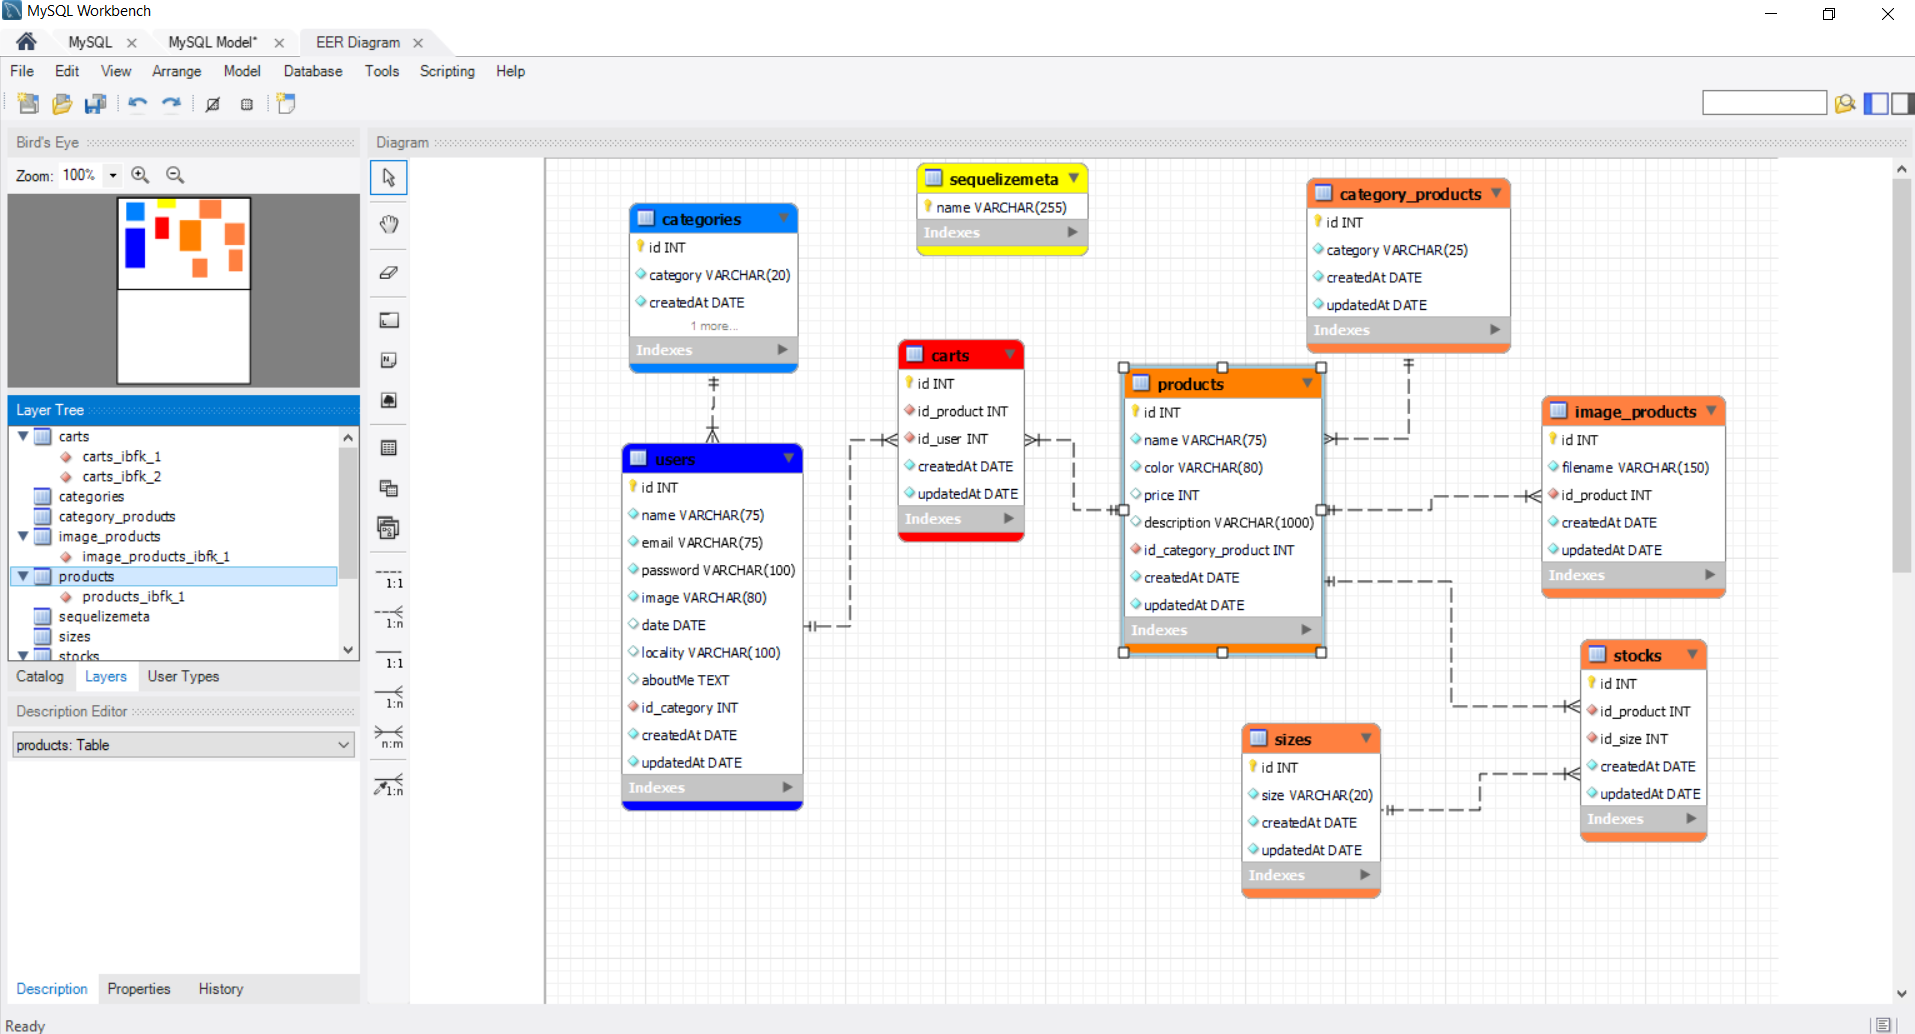 MySQL Workbench
MySQL
MySQL Model*
EER Diagram
File Edit View Arrange Model Database Tools Scripting Help
Bird's Eye
Zoom: 100%
Layer Tree
carts
carts_ibfk_1
carts_ibfk_2
categories
category_products
image_products
image_products_ibfk_1
products
products_ibfk_1
sequelizemeta
sizes
stocks
Catalog Layers User Types
Description Editor
products: Table
Description Properties History
Ready
Diagram
N
1:1
1:n
1:1
1:n
n:m
1:n
categories
id INT
category VARCHAR(20)
createdAt DATE
1 more...
Indexes
users
id INT
name VARCHAR(75)
email VARCHAR(75)
password VARCHAR(100)
image VARCHAR(80)
date DATE
locality VARCHAR(100)
aboutMe TEXT
id_category INT
createdAt DATE
updatedAt DATE
Indexes
sequelizemeta
name VARCHAR(255)
Indexes
carts
id INT
id_product INT
id_user INT
createdAt DATE
updatedAt DATE
Indexes
products
id INT
name VARCHAR(75)
color VARCHAR(80)
price INT
description VARCHAR(1000)
id_category_product INT
createdAt DATE
updatedAt DATE
Indexes
category_products
id INT
category VARCHAR(25)
createdAt DATE
updatedAt DATE
Indexes
image_products
id INT
filename VARCHAR(150)
id_product INT
createdAt DATE
updatedAt DATE
Indexes
stocks
id INT
id_product INT
id_size INT
createdAt DATE
updatedAt DATE
Indexes
sizes
id INT
size VARCHAR(20)
createdAt DATE
updatedAt DATE
Indexes